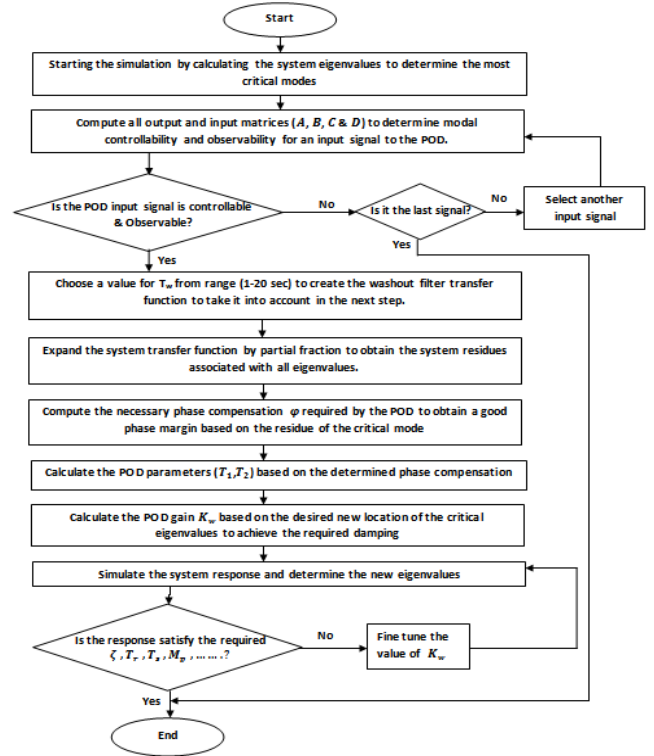 Start
Starting the simulation by calculating the system eigenvalues to determine the most
critical modes
Compute all output and input matrices (A, B, C & D) to determine modal
controllability and observability for an input signal to the POD.
Is the POD input signal is controllable
& Observable?
No
Is it the last signal?
No
Select another
input signal
Yes
Yes
Choose a value for T_w from range (1-20 sec) to create the washout filter transfer
function to take it into account in the next step.
Expand the system transfer function by partial fraction to obtain the system residues
associated with all eigenvalues.
Compute the necessary phase compensation φ required by the POD to obtain a good
phase margin based on the residue of the critical mode
Calculate the POD parameters (T₁,T₂) based on the determined phase compensation
Calculate the POD gain K_w based on the desired new location of the critical
eigenvalues to achieve the required damping
Simulate the system response and determine the new eigenvalues
Is the response satisfy the required
ζ , T_r , T_s , M_p , … … .?
No
Fine tune the
value of K_w
Yes
End